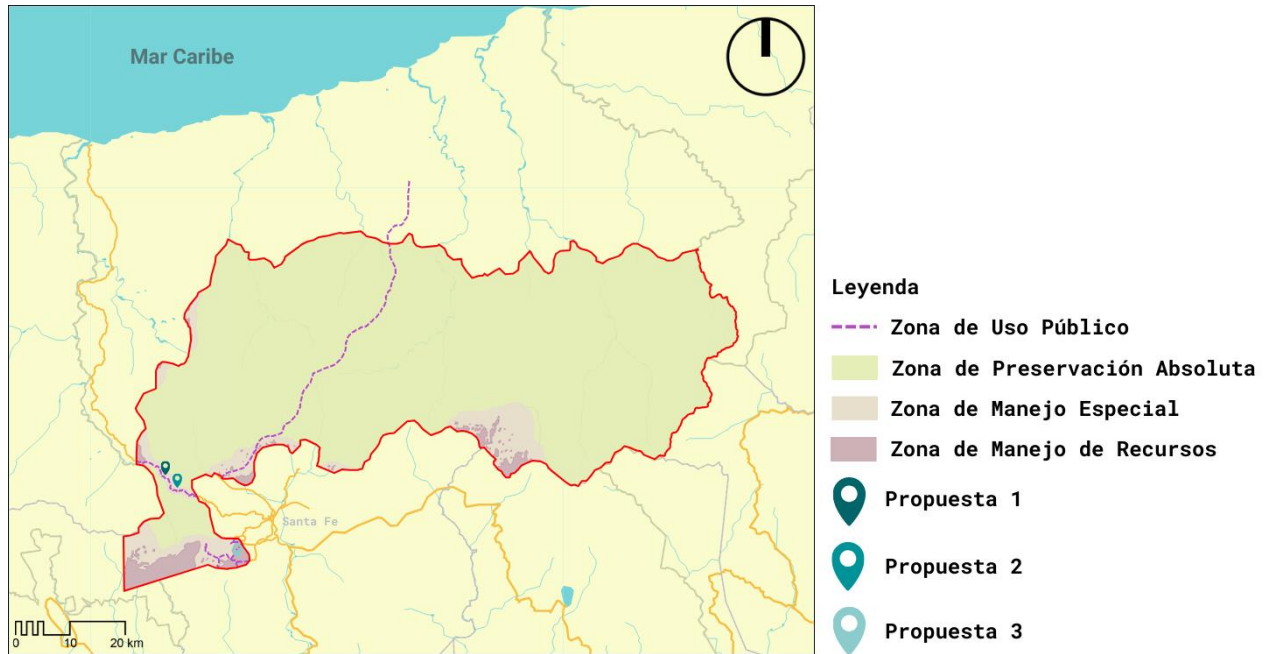 Mar Caribe
Santa Fe
0 10 20 km
Leyenda
Zona de Uso Público
Zona de Preservación Absoluta
Zona de Manejo Especial
Zona de Manejo de Recursos
Propuesta 1
Propuesta 2
Propuesta 3